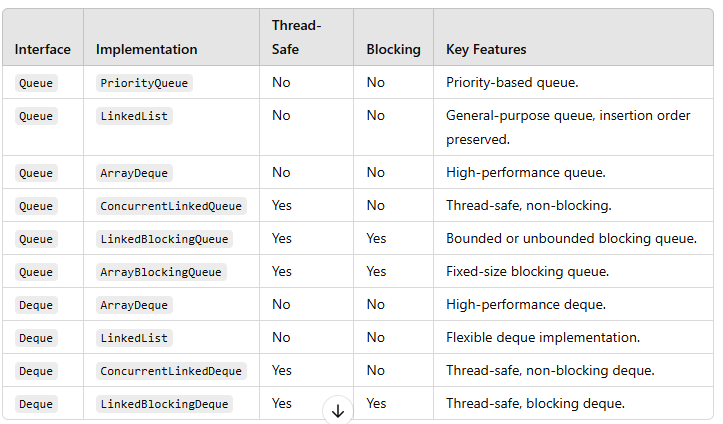 Interface Implementation Thread-Safe Blocking Key Features
Queue PriorityQueue No No Priority-based queue.
Queue LinkedList No No General-purpose queue, insertion order
preserved.
Queue ArrayDeque No No High-performance queue.
Queue ConcurrentLinkedQueue Yes No Thread-safe, non-blocking.
Queue LinkedBlockingQueue Yes Yes Bounded or unbounded blocking queue.
Queue ArrayBlockingQueue Yes Yes Fixed-size blocking queue.
Deque ArrayDeque No No High-performance deque.
Deque LinkedList No No Flexible deque implementation.
Deque ConcurrentLinkedDeque Yes No Thread-safe, non-blocking deque.
Deque LinkedBlockingDeque Yes Yes Thread-safe, blocking deque.